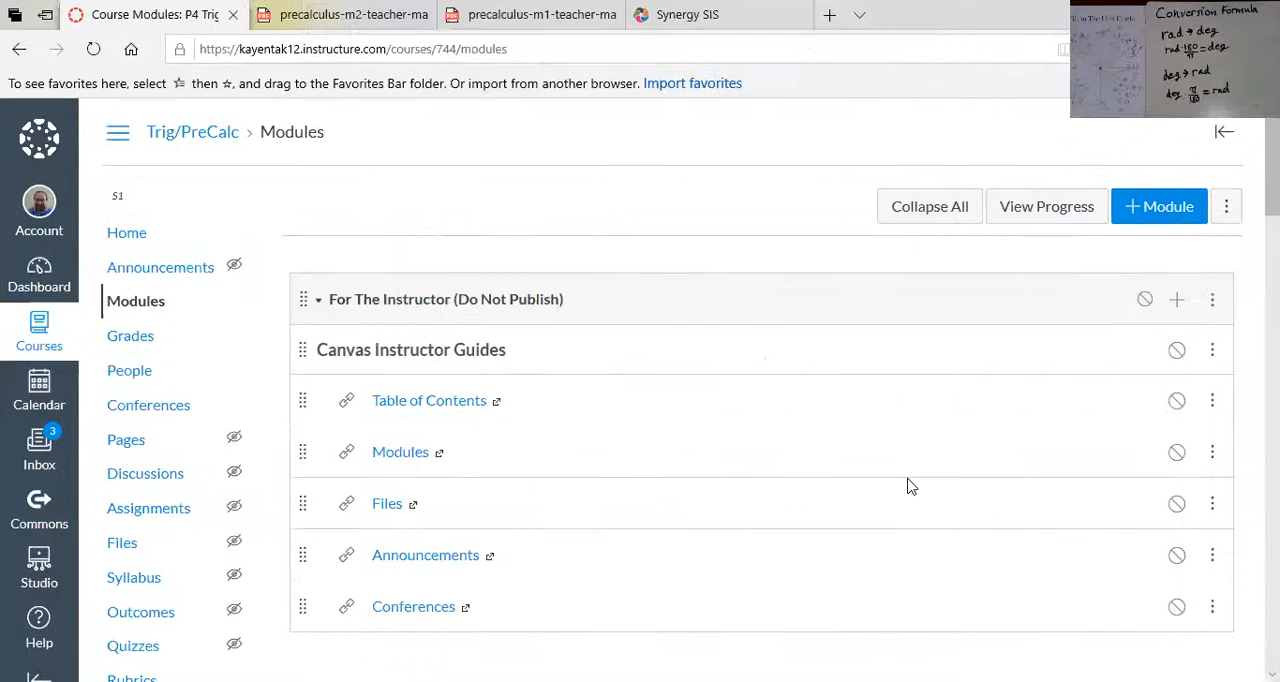 Course Modules: P4 Trig
precalculus-m2-teacher-ma
precalculus-m1-teacher-ma
Synergy SIS
https://kayentak12.instructure.com/courses/744/modules
To see favorites here, select then ☆, and drag to the Favorites Bar folder. Or import from another browser. Import favorites
The Unit Circle
Conversion Formula
rad → deg
rad · 180/π = deg
deg → rad
deg · π/180 = rad
Trig/PreCalc > Modules
Account
Dashboard
Courses
Calendar
3
Inbox
Commons
Studio
Help
S1
Home
Announcements
Modules
Grades
People
Conferences
Pages
Discussions
Assignments
Files
Syllabus
Outcomes
Quizzes
Rubrics
Collapse All
View Progress
+ Module
For The Instructor (Do Not Publish)
Canvas Instructor Guides
Table of Contents
Modules
Files
Announcements
Conferences